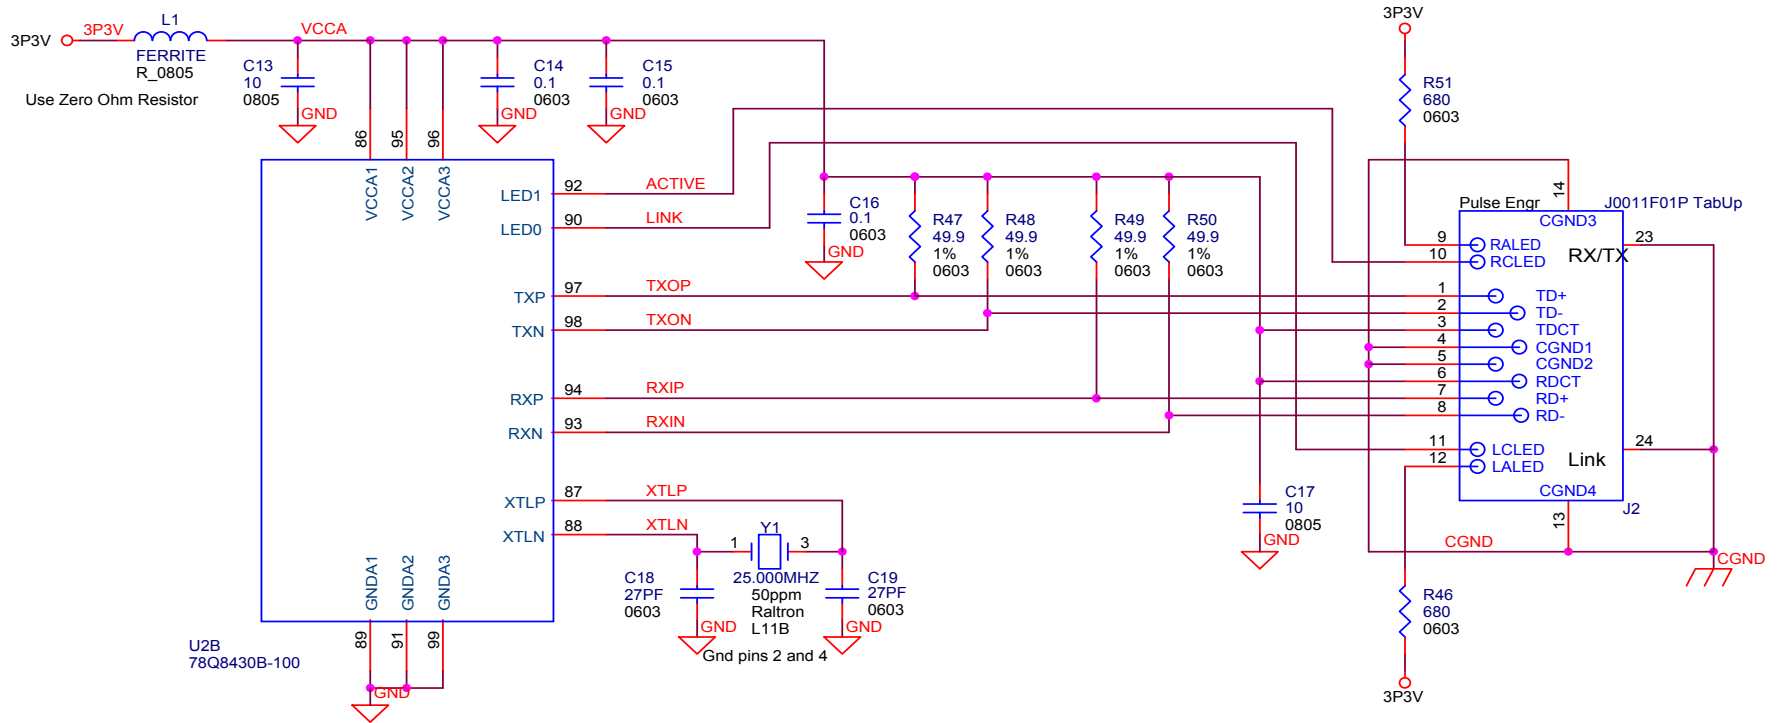 3P3V
3P3V
L1
FERRITE
R_0805
Use Zero Ohm Resistor
VCCA
C13
10
0805
GND
C14
0.1
0603
GND
C15
0.1
0603
GND
86
95
96
VCCA1
VCCA2
VCCA3
LED1
92
ACTIVE
LED0
90
LINK
TXP
97
TXOP
TXN
98
TXON
RXP
94
RXIP
RXN
93
RXIN
XTLP
87
XTLP
XTLN
88
XTLN
GNDA1
GNDA2
GNDA3
89
91
99
GND
U2B
78Q8430B-100
C16
0.1
0603
GND
R47
49.9
1%
0603
R48
49.9
1%
0603
R49
49.9
1%
0603
R50
49.9
1%
0603
Y1
1
3
25.000MHZ
50ppm
Raltron
L11B
Gnd pins 2 and 4
C18
27PF
0603
GND
C19
27PF
0603
GND
C17
10
0805
GND
3P3V
R51
680
0603
14
Pulse Engr
J0011F01P TabUp
CGND3
9
RALED
10
RCLED
RX/TX
23
1
TD+
2
TD-
3
TDCT
4
CGND1
5
CGND2
6
RDCT
7
RD+
8
RD-
11
LCLED
12
LALED
Link
24
CGND4
J2
13
CGND
CGND
R46
680
0603
3P3V